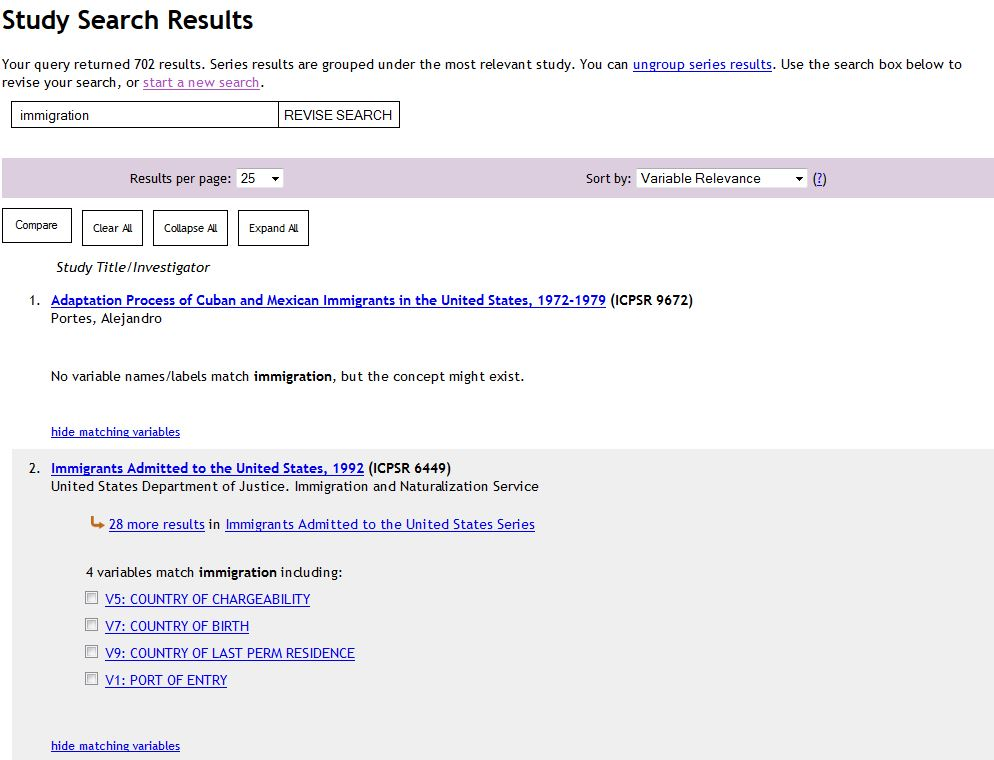 Study Search Results
Your query returned 702 results. Series results are grouped under the most relevant study. You can ungroup series results. Use the search box below to
revise your search, or start a new search.
immigration REVISE SEARCH
Results per page: 25 Sort by: Variable Relevance (?)
Compare Clear All Collapse All Expand All
Study Title/Investigator
1. Adaptation Process of Cuban and Mexican Immigrants in the United States, 1972-1979 (ICPSR 9672)
Portes, Alejandro
No variable names/labels match immigration, but the concept might exist.
hide matching variables
2. Immigrants Admitted to the United States, 1992 (ICPSR 6449)
United States Department of Justice. Immigration and Naturalization Service
28 more results in Immigrants Admitted to the United States Series
4 variables match immigration including:
V5: COUNTRY OF CHARGEABILITY
V7: COUNTRY OF BIRTH
V9: COUNTRY OF LAST PERM RESIDENCE
V1: PORT OF ENTRY
hide matching variables